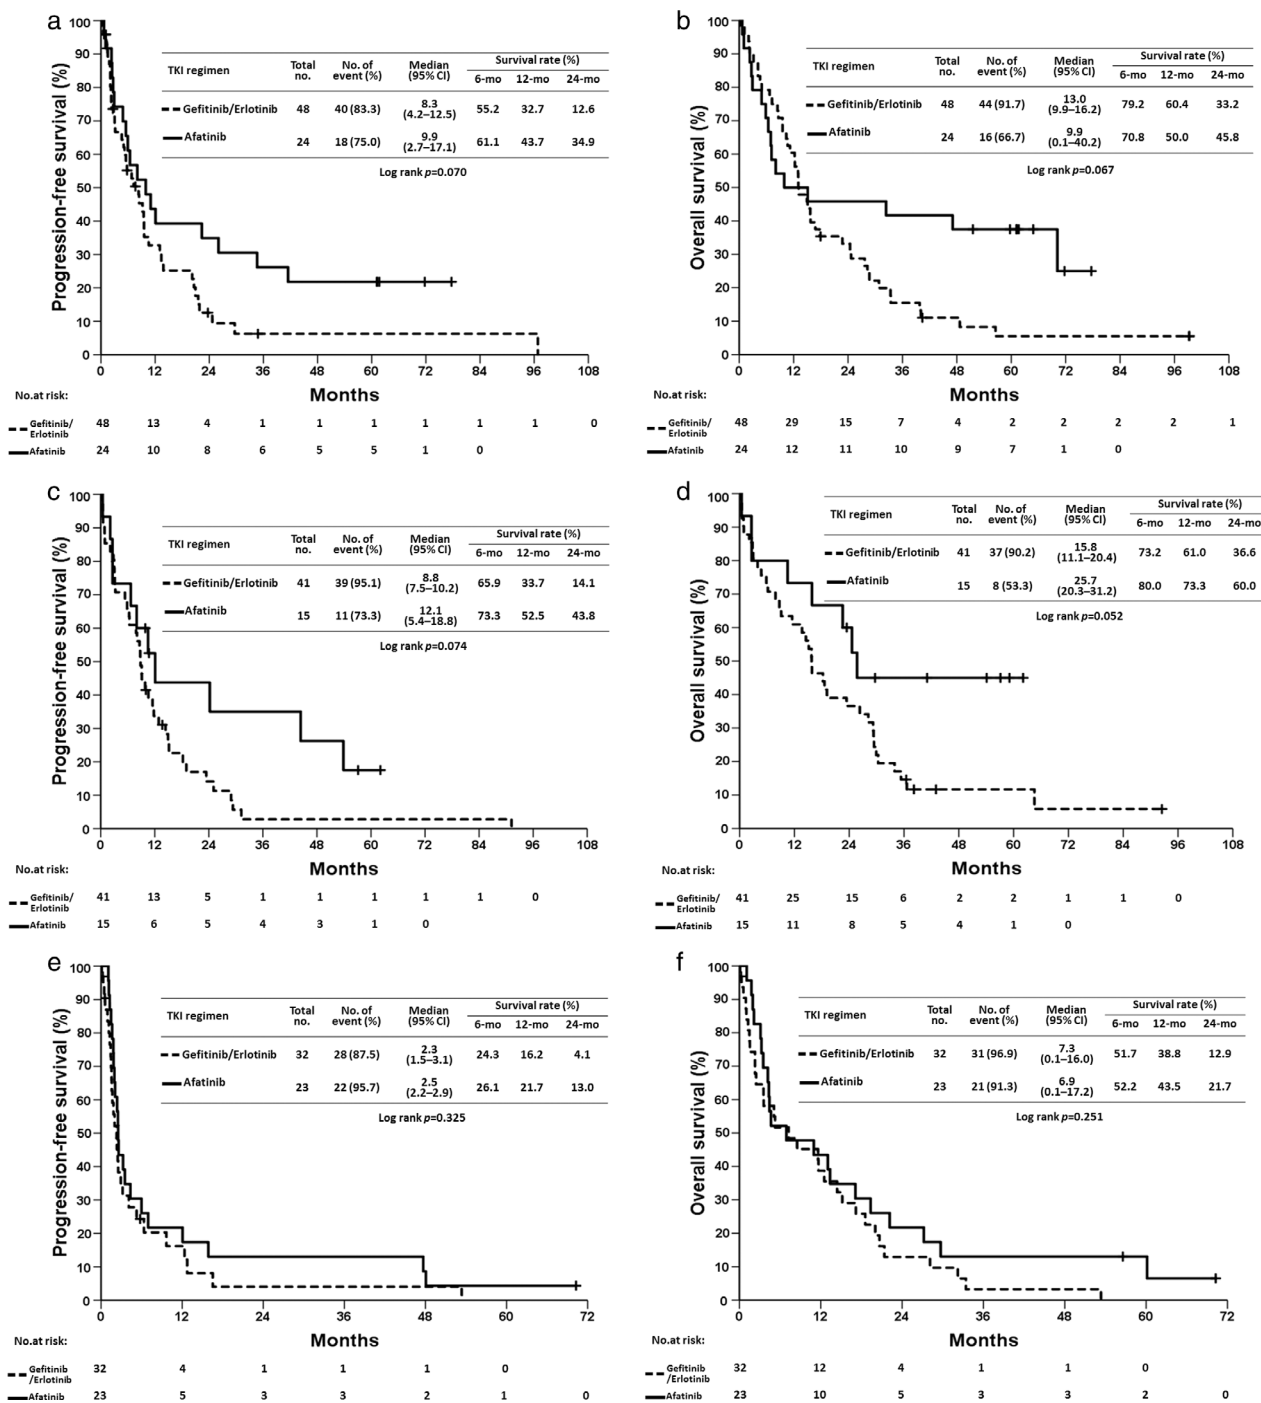 a
Progression-free survival (%)
100
90
80
70
60
50
40
30
20
10
0
TKI regimen Total no. No. of event (%) Median (95% CI) Survival rate (%)
6-mo 12-mo 24-mo
Gefitinib/Erlotinib 48 40 (83.3) 8.3 (4.2–12.5) 55.2 32.7 12.6
Afatinib 24 18 (75.0) 9.9 (2.7–17.1) 61.1 43.7 34.9
Log rank p=0.070
0 12 24 36 48 60 72 84 96 108
Months
No.at risk:
Gefitinib/ Erlotinib 48 13 4 1 1 1 1 1 1 0
Afatinib 24 10 8 6 5 5 1 0
b
Overall survival (%)
100
90
80
70
60
50
40
30
20
10
0
TKI regimen Total no. No. of event (%) Median (95% CI) Survival rate (%)
6-mo 12-mo 24-mo
Gefitinib/Erlotinib 48 44 (91.7) 13.0 (9.9–16.2) 79.2 60.4 33.2
Afatinib 24 16 (66.7) 9.9 (0.1–40.2) 70.8 50.0 45.8
Log rank p=0.067
0 12 24 36 48 60 72 84 96 108
Months
No.at risk:
Gefitinib/ Erlotinib 48 29 15 7 4 2 2 2 2 1
Afatinib 24 12 11 10 9 7 1 0
c
Progression-free survival (%)
100
90
80
70
60
50
40
30
20
10
0
TKI regimen Total no. No. of event (%) Median (95% CI) Survival rate (%)
6-mo 12-mo 24-mo
Gefitinib/Erlotinib 41 39 (95.1) 8.8 (7.5–10.2) 65.9 33.7 14.1
Afatinib 15 11 (73.3) 12.1 (5.4–18.8) 73.3 52.5 43.8
Log rank p=0.074
0 12 24 36 48 60 72 84 96 108
Months
No.at risk:
Gefitinib/ Erlotinib 41 13 5 1 1 1 1 1 0
Afatinib 15 6 5 4 3 1 0
d
Overall survival (%)
100
90
80
70
60
50
40
30
20
10
0
TKI regimen Total no. No. of event (%) Median (95% CI) Survival rate (%)
6-mo 12-mo 24-mo
Gefitinib/Erlotinib 41 37 (90.2) 15.8 (11.1–20.4) 73.2 61.0 36.6
Afatinib 15 8 (53.3) 25.7 (20.3–31.2) 80.0 73.3 60.0
Log rank p=0.052
0 12 24 36 48 60 72 84 96 108
Months
No.at risk:
Gefitinib/ Erlotinib 41 25 15 6 2 2 1 1 0
Afatinib 15 11 8 5 4 1 0
e
Progression-free survival (%)
100
90
80
70
60
50
40
30
20
10
0
TKI regimen Total no. No. of event (%) Median (95% CI) Survival rate (%)
6-mo 12-mo 24-mo
Gefitinib/Erlotinib 32 28 (87.5) 2.3 (1.5–3.1) 24.3 16.2 4.1
Afatinib 23 22 (95.7) 2.5 (2.2–2.9) 26.1 21.7 13.0
Log rank p=0.325
0 12 24 36 48 60 72
Months
No.at risk:
Gefitinib /Erlotinib 32 4 1 1 1 0
Afatinib 23 5 3 3 2 1 0
f
Overall survival (%)
100
90
80
70
60
50
40
30
20
10
0
TKI regimen Total no. No. of event (%) Median (95% CI) Survival rate (%)
6-mo 12-mo 24-mo
Gefitinib/Erlotinib 32 31 (96.9) 7.3 (0.1–16.0) 51.7 38.8 12.9
Afatinib 23 21 (91.3) 6.9 (0.1–17.2) 52.2 43.5 21.7
Log rank p=0.251
0 12 24 36 48 60 72
Months
No.at risk:
Gefitinib /Erlotinib 32 12 4 1 1 0
Afatinib 23 10 5 3 3 2 0